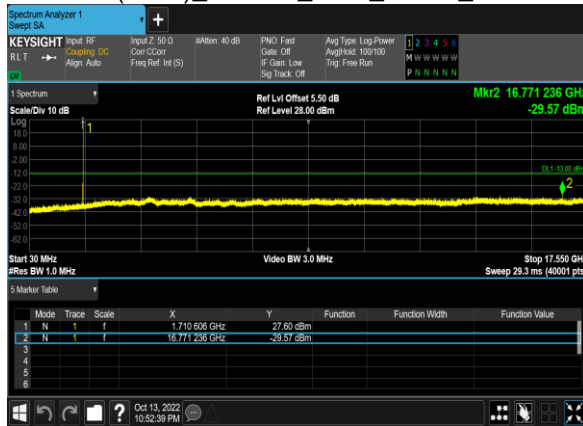 Spectrum Analyzer 1
Swept SA
+
KEYSIGHT
RLT
Input: RF
Coupling: DC
Align: Auto
Input Z: 50 Ω
Corr CCorr
Freq Ref: Int (S)
#Atten: 40 dB
PNO: Fast
Gate: Off
IF Gain: Low
Sig Track: Off
Avg Type: Log-Power
Avg|Hold: 100/100
Trig: Free Run
1 2 3 4 5 6
M W W W W W
P N N N N N
1 Spectrum
Scale/Div 10 dB
Ref Lvl Offset 5.50 dB
Ref Level 28.00 dBm
Mkr2 16.771 236 GHz
-29.57 dBm
Log
18.0
8.00
-2.00
-12.0
-22.0
-32.0
-42.0
-52.0
-62.0
1
DL1 -13.00 dBm
2
Start 30 MHz
#Res BW 1.0 MHz
Video BW 3.0 MHz
Stop 17.550 GH
Sweep 29.3 ms (40001 pts
5 Marker Table
Mode Trace Scale X Y Function Function Width Function Value
1 N 1 f 1.710 606 GHz 27.60 dBm
2 N 1 f 16.771 236 GHz -29.57 dBm
3
4
5
6
? Oct 13, 2022
10:52:39 PM